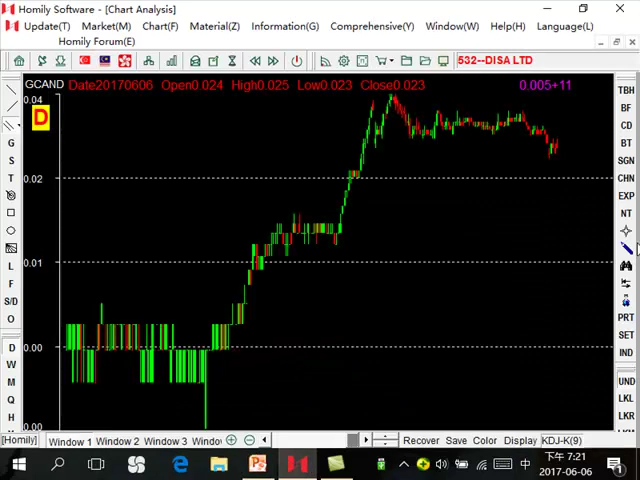 Homily Software - [Chart Analysis]
Update(T) Market(M) Chart(F) Material(Z) Information(G) Comprehensive(Y) Window(W) Help(H) Language(L)
Homily Forum(E)
532--DISA LTD
GCAND Date20170606 Open0.024 High0.025 Low0.023 Close0.023 0.005+11
0.04
D
0.02
0.01
0.00
0.00
G
S
T
L
F
S/D
O
D
W
M
Q
H
TBH
BF
CD
BT
SGN
CHN
EXP
NT
PRT
SET
IND
UND
LKL
LKR
[Homily] Window 1 Window 2 Window 3 Windo Recover Save Color Display KDJ-K(9)
中 下午 7:21
2017-06-06